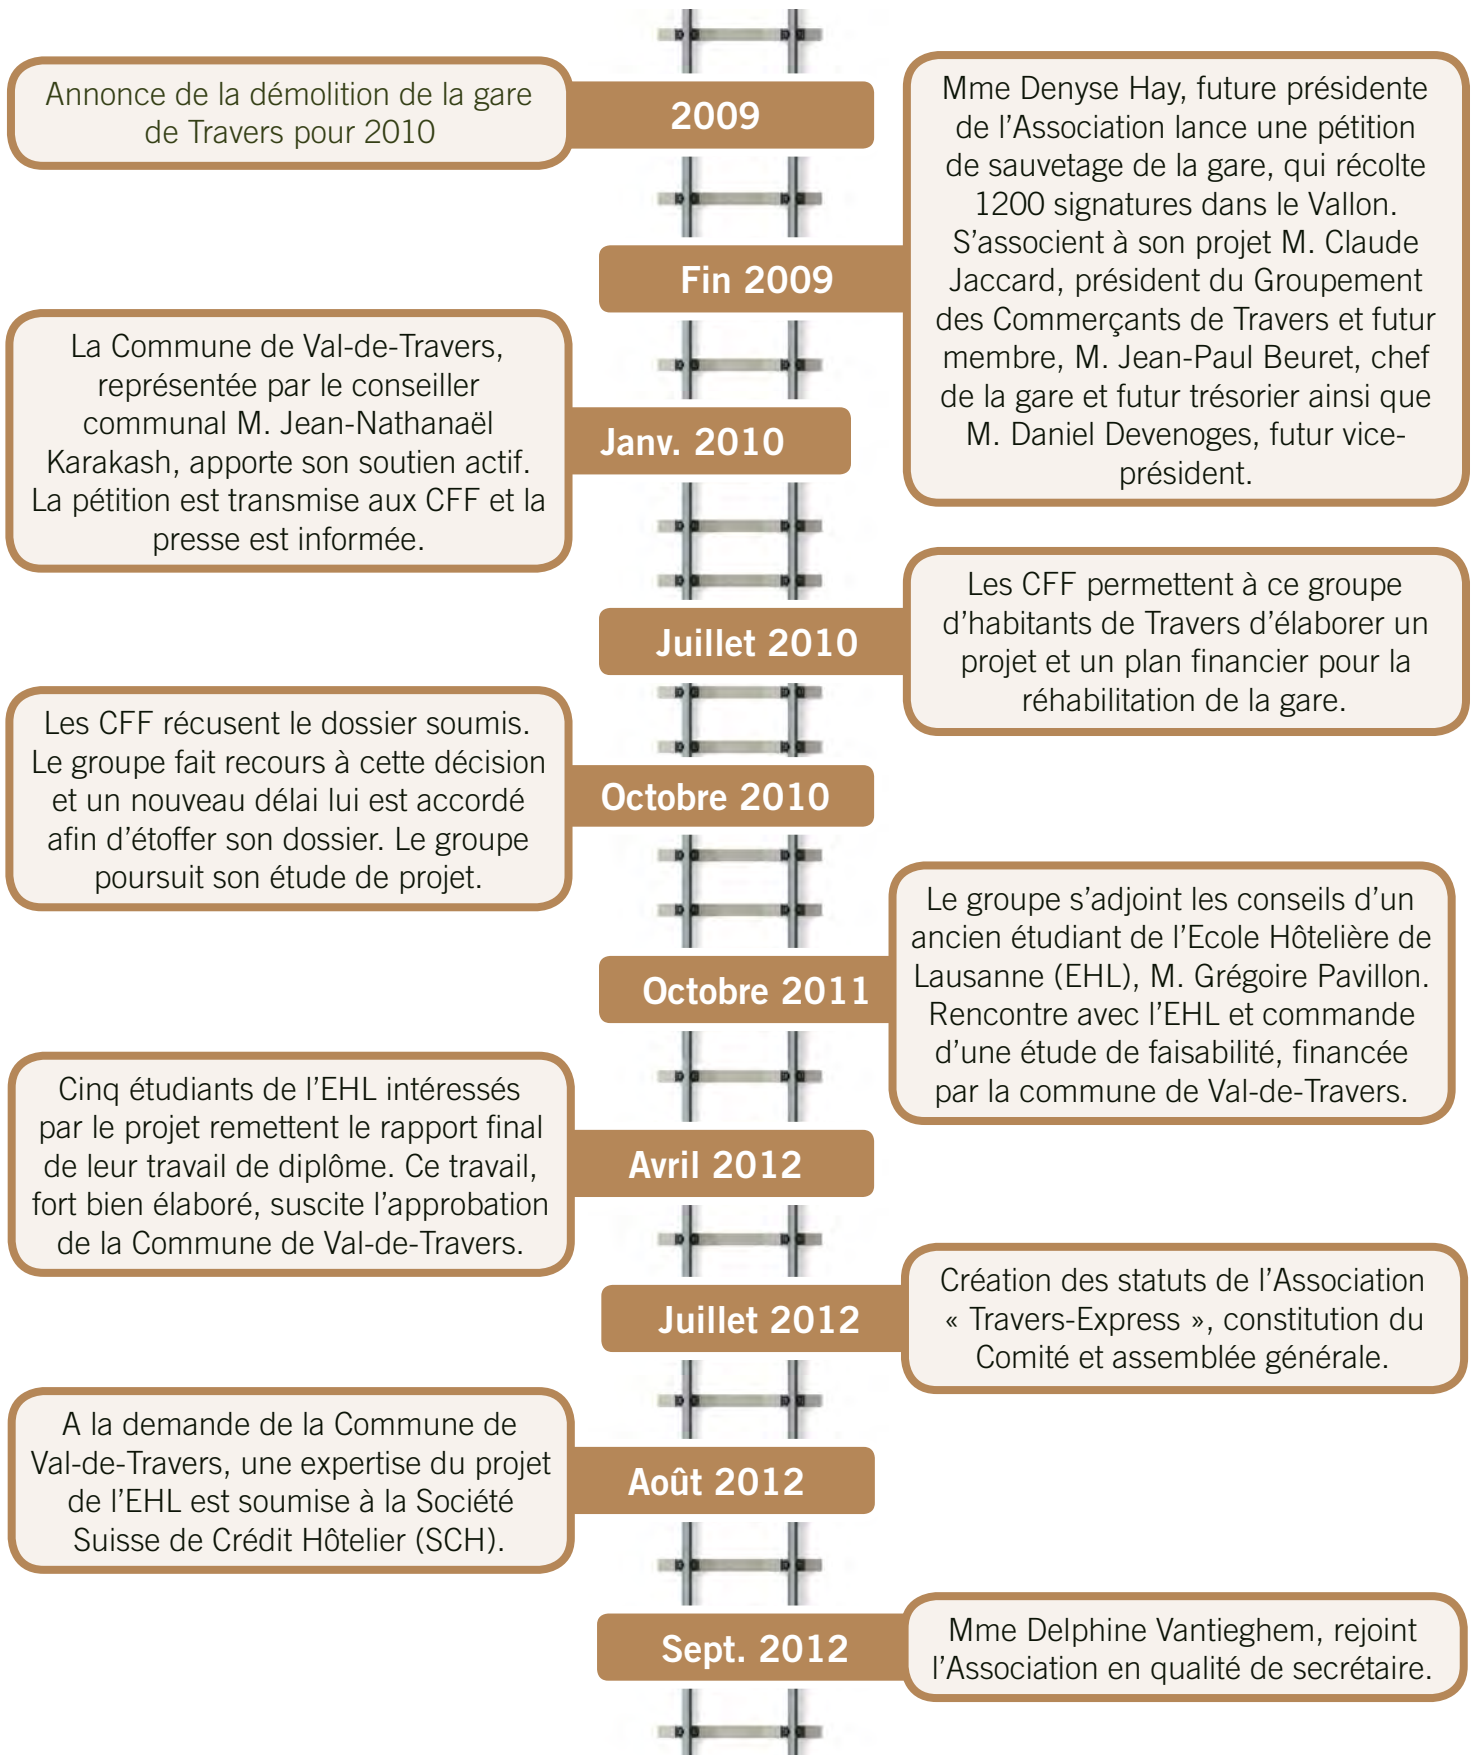 Annonce de la démolition de la gare
de Travers pour 2010
2009
Mme Denyse Hay, future présidente
de l’Association lance une pétition
de sauvetage de la gare, qui récolte
1200 signatures dans le Vallon.
S’associent à son projet M. Claude
Jaccard, président du Groupement
des Commerçants de Travers et futur
membre, M. Jean-Paul Beuret, chef
de la gare et futur trésorier ainsi que
M. Daniel Devenoges, futur vice-
président.
Fin 2009
La Commune de Val-de-Travers,
représentée par le conseiller
communal M. Jean-Nathanaël
Karakash, apporte son soutien actif.
La pétition est transmise aux CFF et la
presse est informée.
Janv. 2010
Les CFF permettent à ce groupe
d’habitants de Travers d’élaborer un
projet et un plan financier pour la
réhabilitation de la gare.
Juillet 2010
Les CFF récusent le dossier soumis.
Le groupe fait recours à cette décision
et un nouveau délai lui est accordé
afin d’étoffer son dossier. Le groupe
poursuit son étude de projet.
Octobre 2010
Le groupe s’adjoint les conseils d’un
ancien étudiant de l’Ecole Hôtelière de
Lausanne (EHL), M. Grégoire Pavillon.
Rencontre avec l’EHL et commande
d’une étude de faisabilité, financée
par la commune de Val-de-Travers.
Octobre 2011
Cinq étudiants de l’EHL intéressés
par le projet remettent le rapport final
de leur travail de diplôme. Ce travail,
fort bien élaboré, suscite l’approbation
de la Commune de Val-de-Travers.
Avril 2012
Création des statuts de l’Association
« Travers-Express », constitution du
Comité et assemblée générale.
Juillet 2012
A la demande de la Commune de
Val-de-Travers, une expertise du projet
de l’EHL est soumise à la Société
Suisse de Crédit Hôtelier (SCH).
Août 2012
Mme Delphine Vantieghem, rejoint
l’Association en qualité de secrétaire.
Sept. 2012